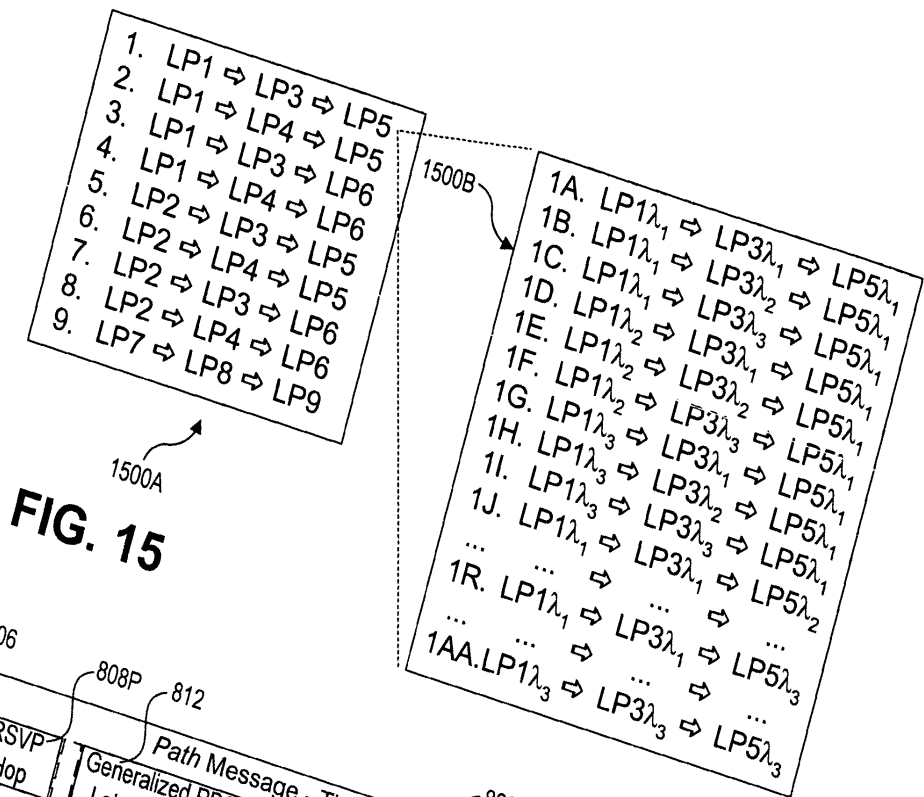 1. LP1 ⇨ LP3 ⇨ LP5
2. LP1 ⇨ LP4 ⇨ LP5
3. LP1 ⇨ LP3 ⇨ LP6
4. LP1 ⇨ LP4 ⇨ LP6
5. LP2 ⇨ LP3 ⇨ LP5
6. LP2 ⇨ LP4 ⇨ LP5
7. LP2 ⇨ LP3 ⇨ LP6
8. LP2 ⇨ LP4 ⇨ LP6
9. LP7 ⇨ LP8 ⇨ LP9
1500A
1500B
1A. LP1λ₁ ⇨ LP3λ₁ ⇨ LP5λ₁
1B. LP1λ₁ ⇨ LP3λ₂ ⇨ LP5λ₁
1C. LP1λ₁ ⇨ LP3λ₃ ⇨ LP5λ₁
1D. LP1λ₂ ⇨ LP3λ₁ ⇨ LP5λ₁
1E. LP1λ₂ ⇨ LP3λ₂ ⇨ LP5λ₁
1F. LP1λ₂ ⇨ LP3λ₃ ⇨ LP5λ₁
1G. LP1λ₃ ⇨ LP3λ₁ ⇨ LP5λ₁
1H. LP1λ₃ ⇨ LP3λ₂ ⇨ LP5λ₁
1I. LP1λ₃ ⇨ LP3λ₃ ⇨ LP5λ₁
1J. LP1λ₁ ⇨ LP3λ₁ ⇨ LP5λ₂
... ... ⇨ ... ⇨ ...
1R. LP1λ₁ ⇨ LP3λ₁ ⇨ LP5λ₃
... ... ⇨ ... ⇨ ...
1AA. LP1λ₃ ⇨ LP3λ₃ ⇨ LP5λ₃
FIG. 15
06
808P
812
Path Message -
RSVP
Hop
Generalized